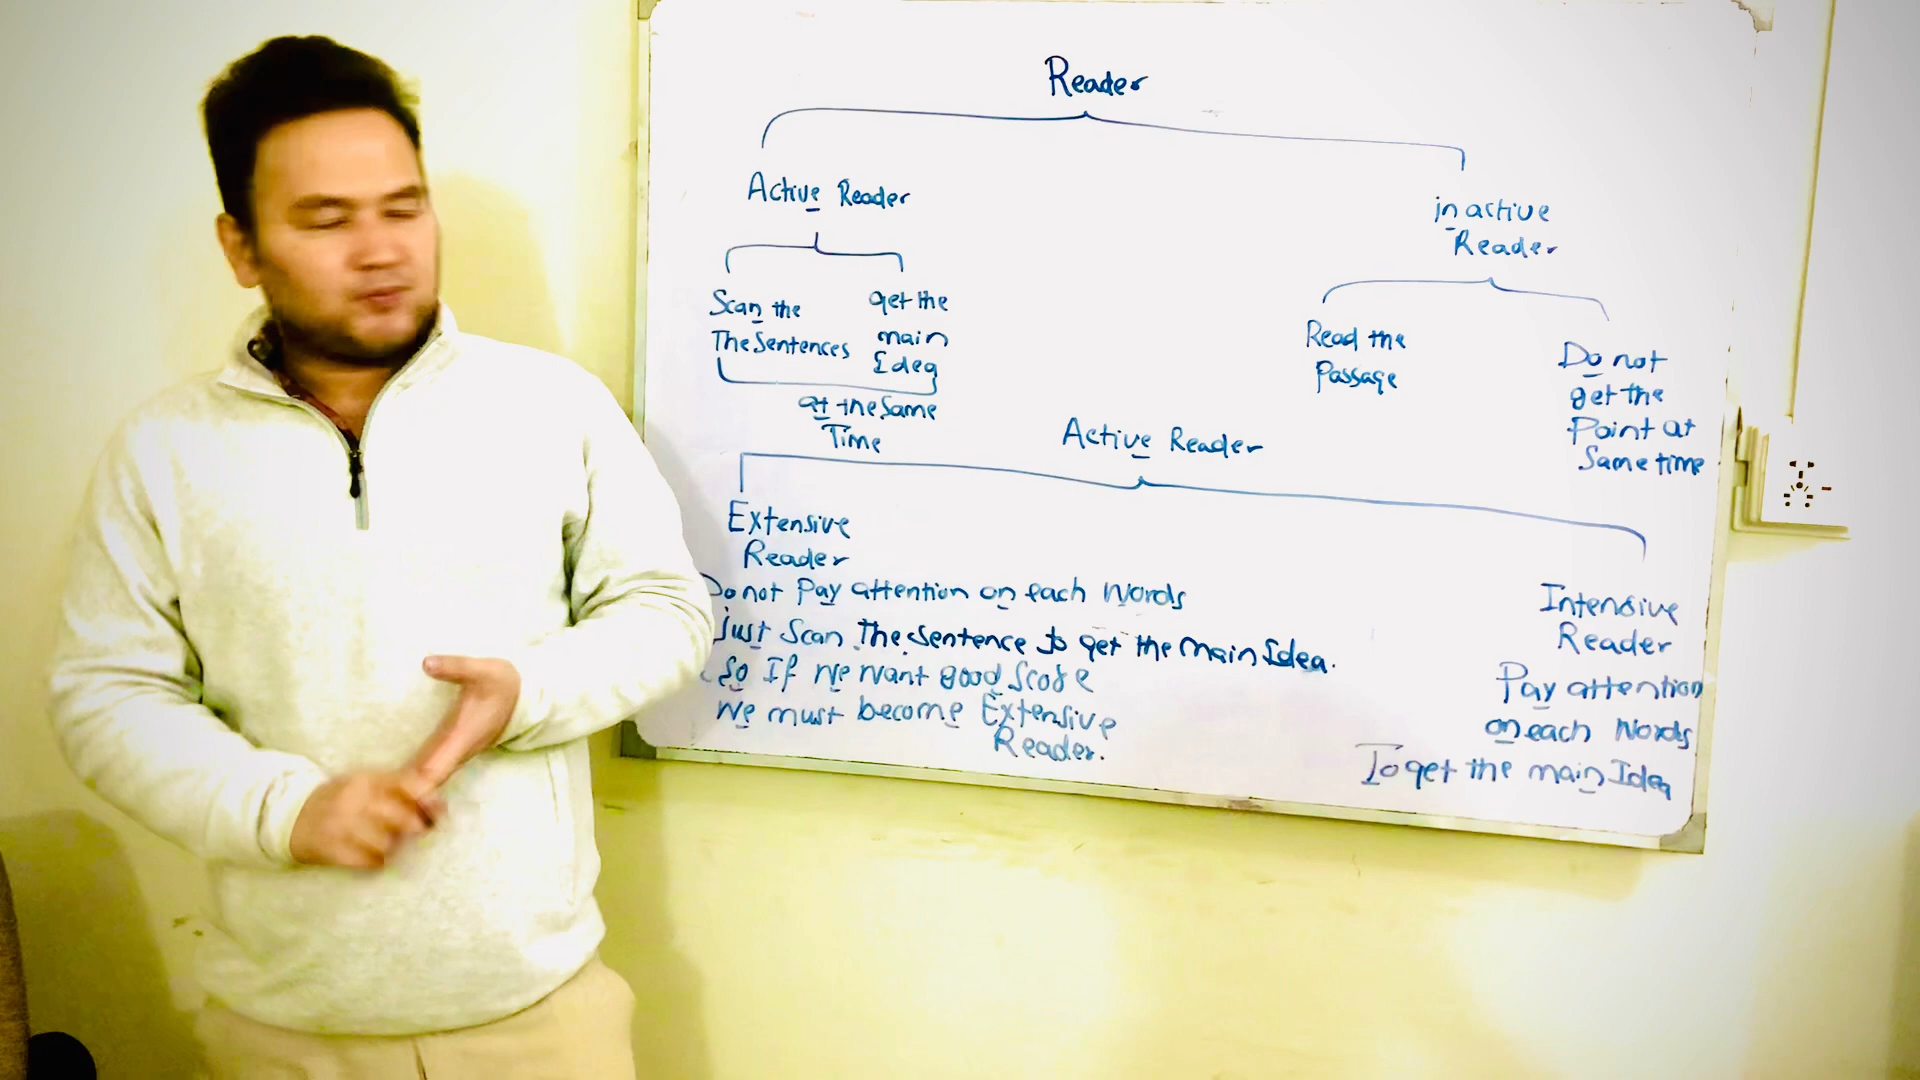 Reader
Active Reader
inactive
Reader
Scan the
The Sentences
get the
main
Idea
at the Same
Time
Read the
Passage
Do not
get the
Point at
Same time
Active Reader
Extensive
Reader
Do not Pay attention on each Words
just Scan The Sentence to get the main Idea.
So If we want good Score
We must become Extensive
Reader.
Intensive
Reader
Pay attention
on each Words
To get the main Idea